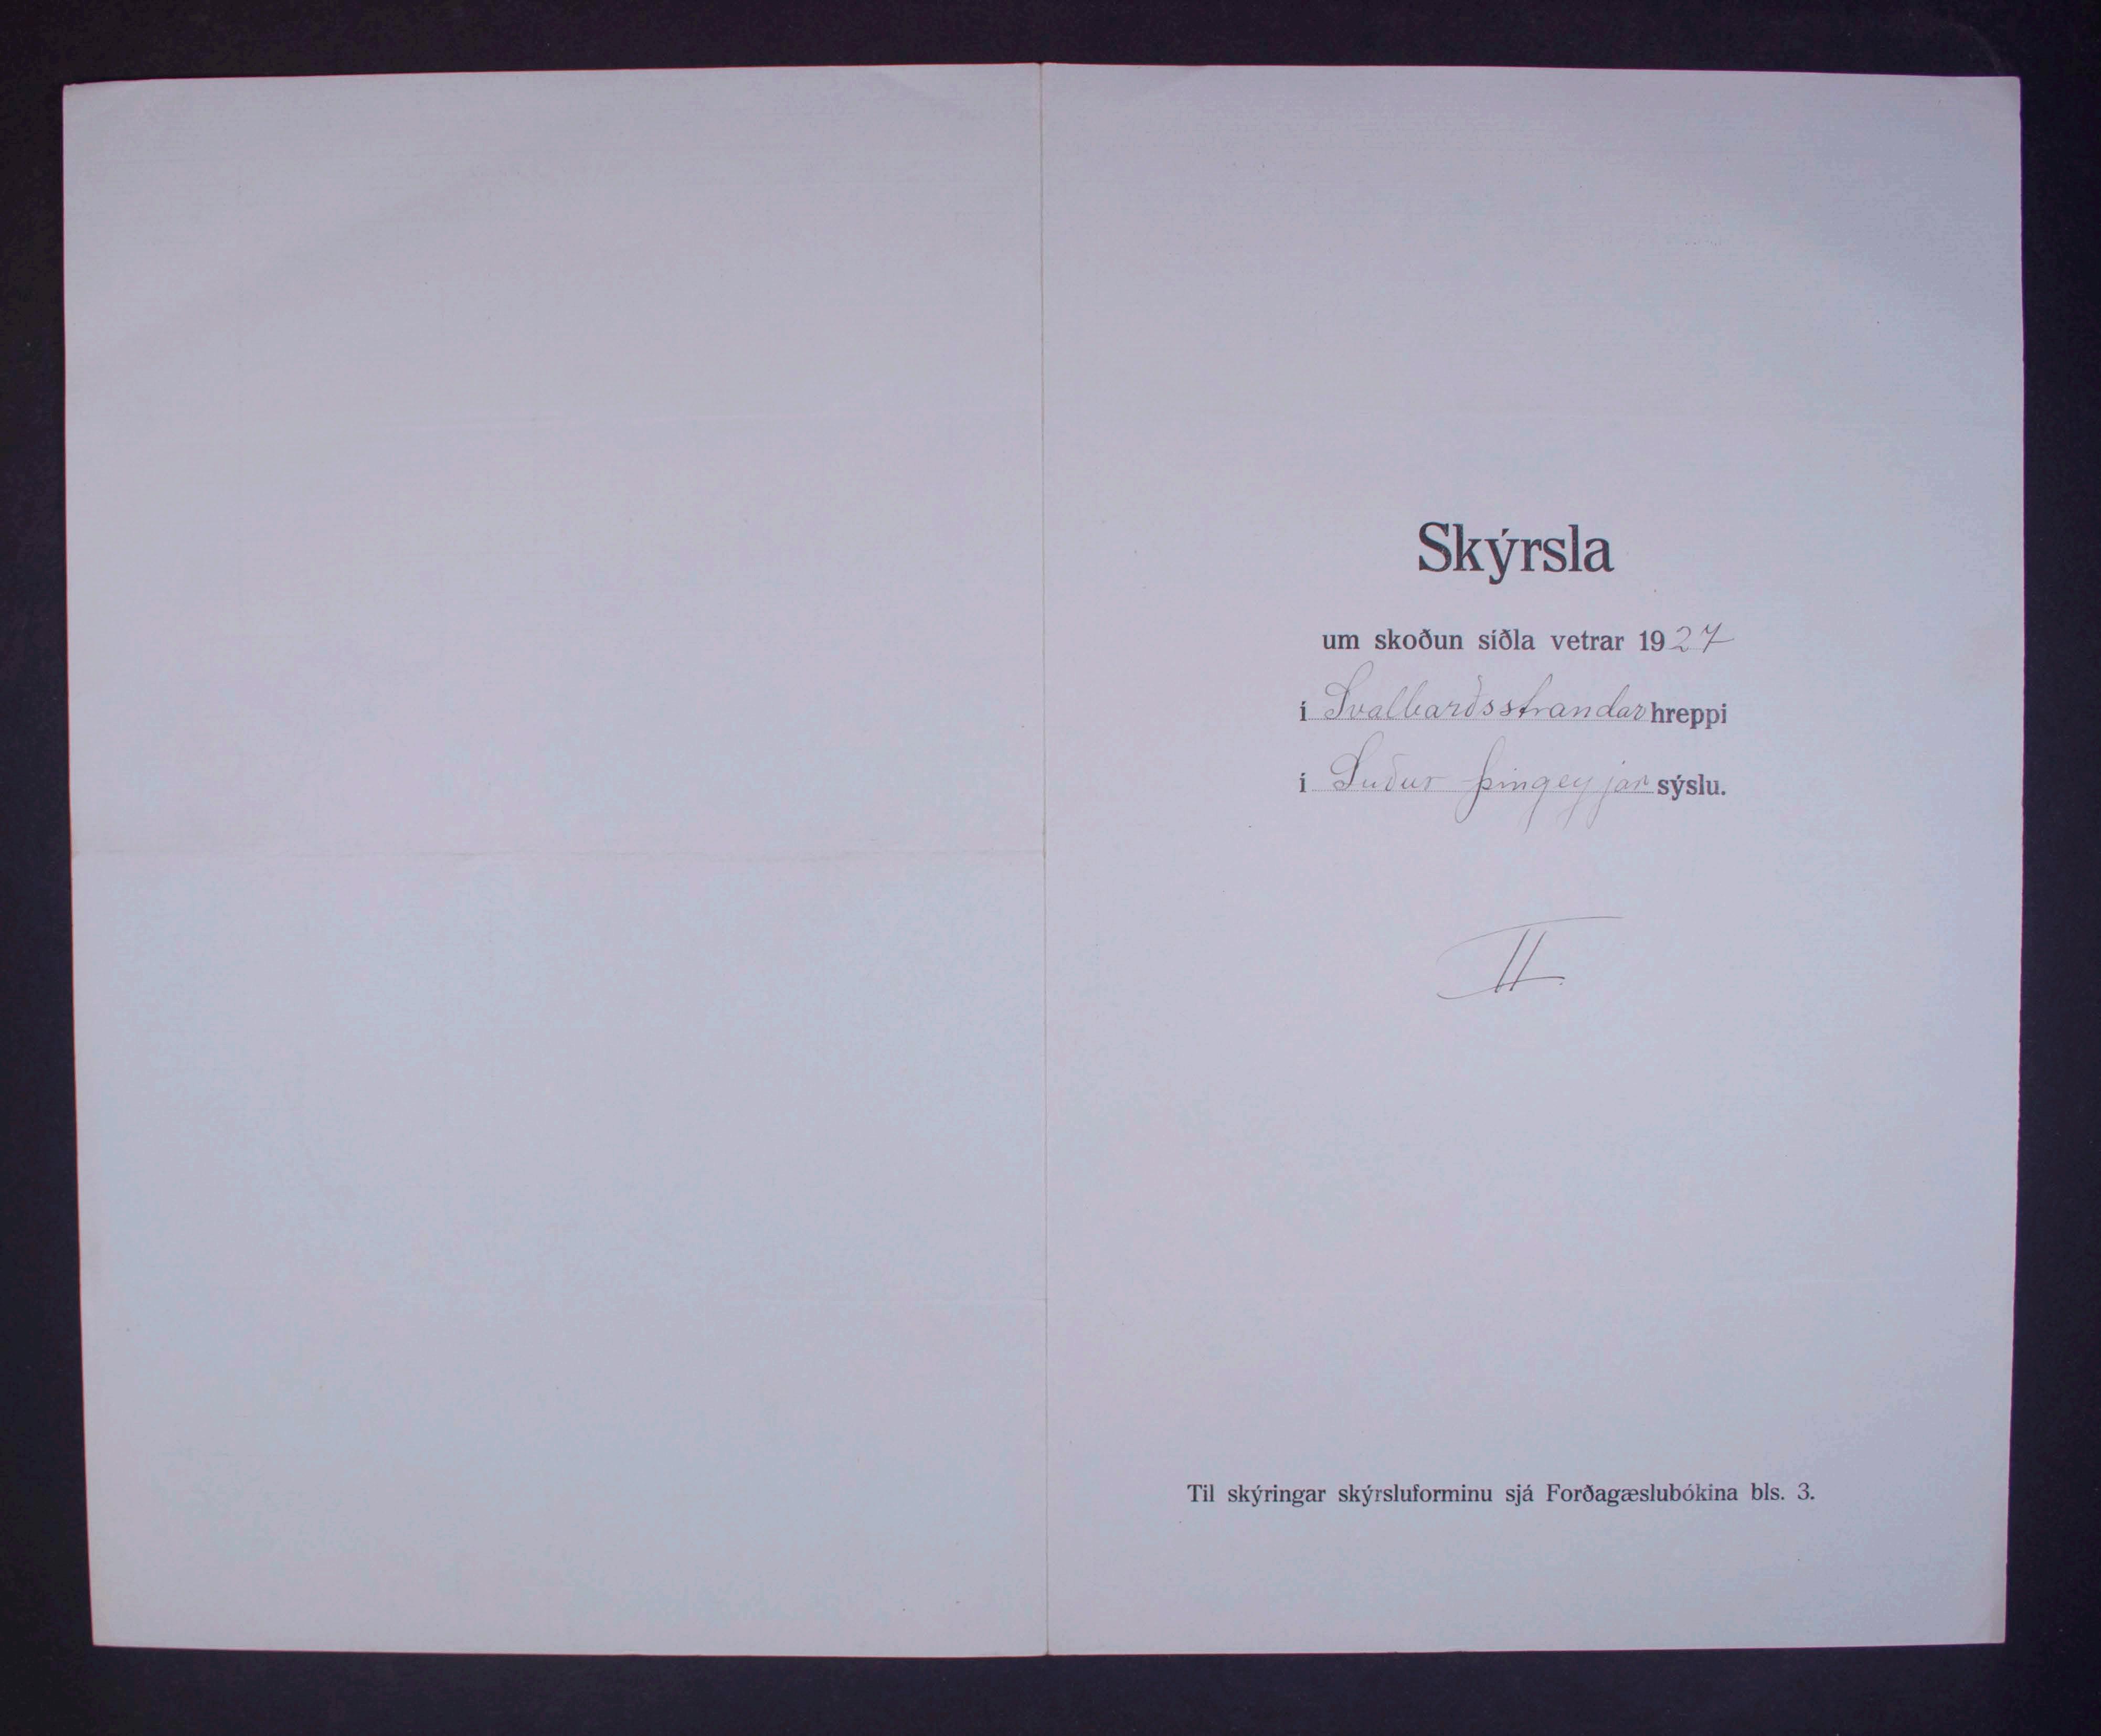 Skýrsla
um skoðun síðla vetrar 1927
í Svalbarðsstrandar hreppi
í Suður-þingeyjar sýslu.
II.
Til skýringar skýrsluforminu sjá Forðagæslubókina bls. 3.